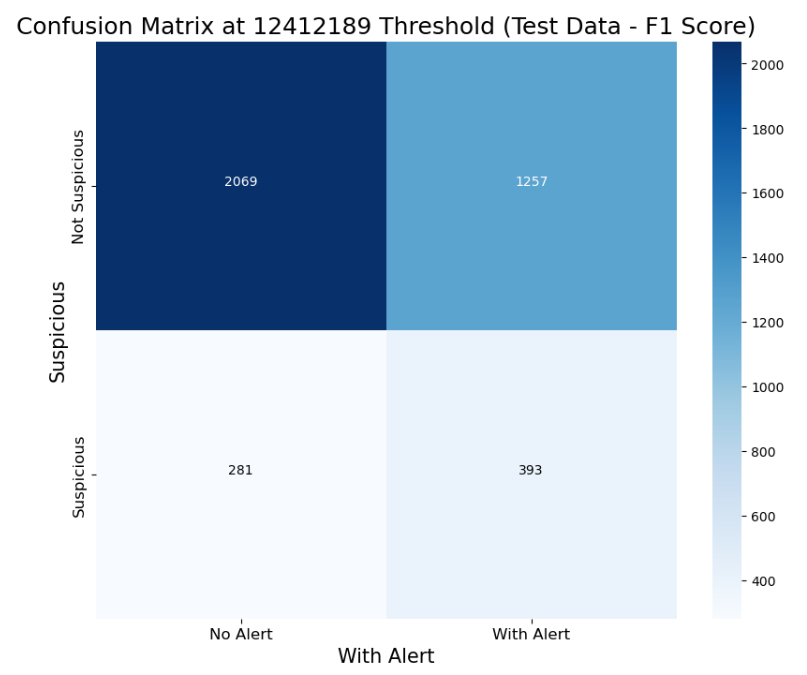 Confusion Matrix at 12412189 Threshold (Test Data - F1 Score)
2000
1800
1600
1400
1200
1000
800
600
400
Suspicious
Not Suspicious
2069
1257
Suspicious
281
393
No Alert
With Alert
With Alert